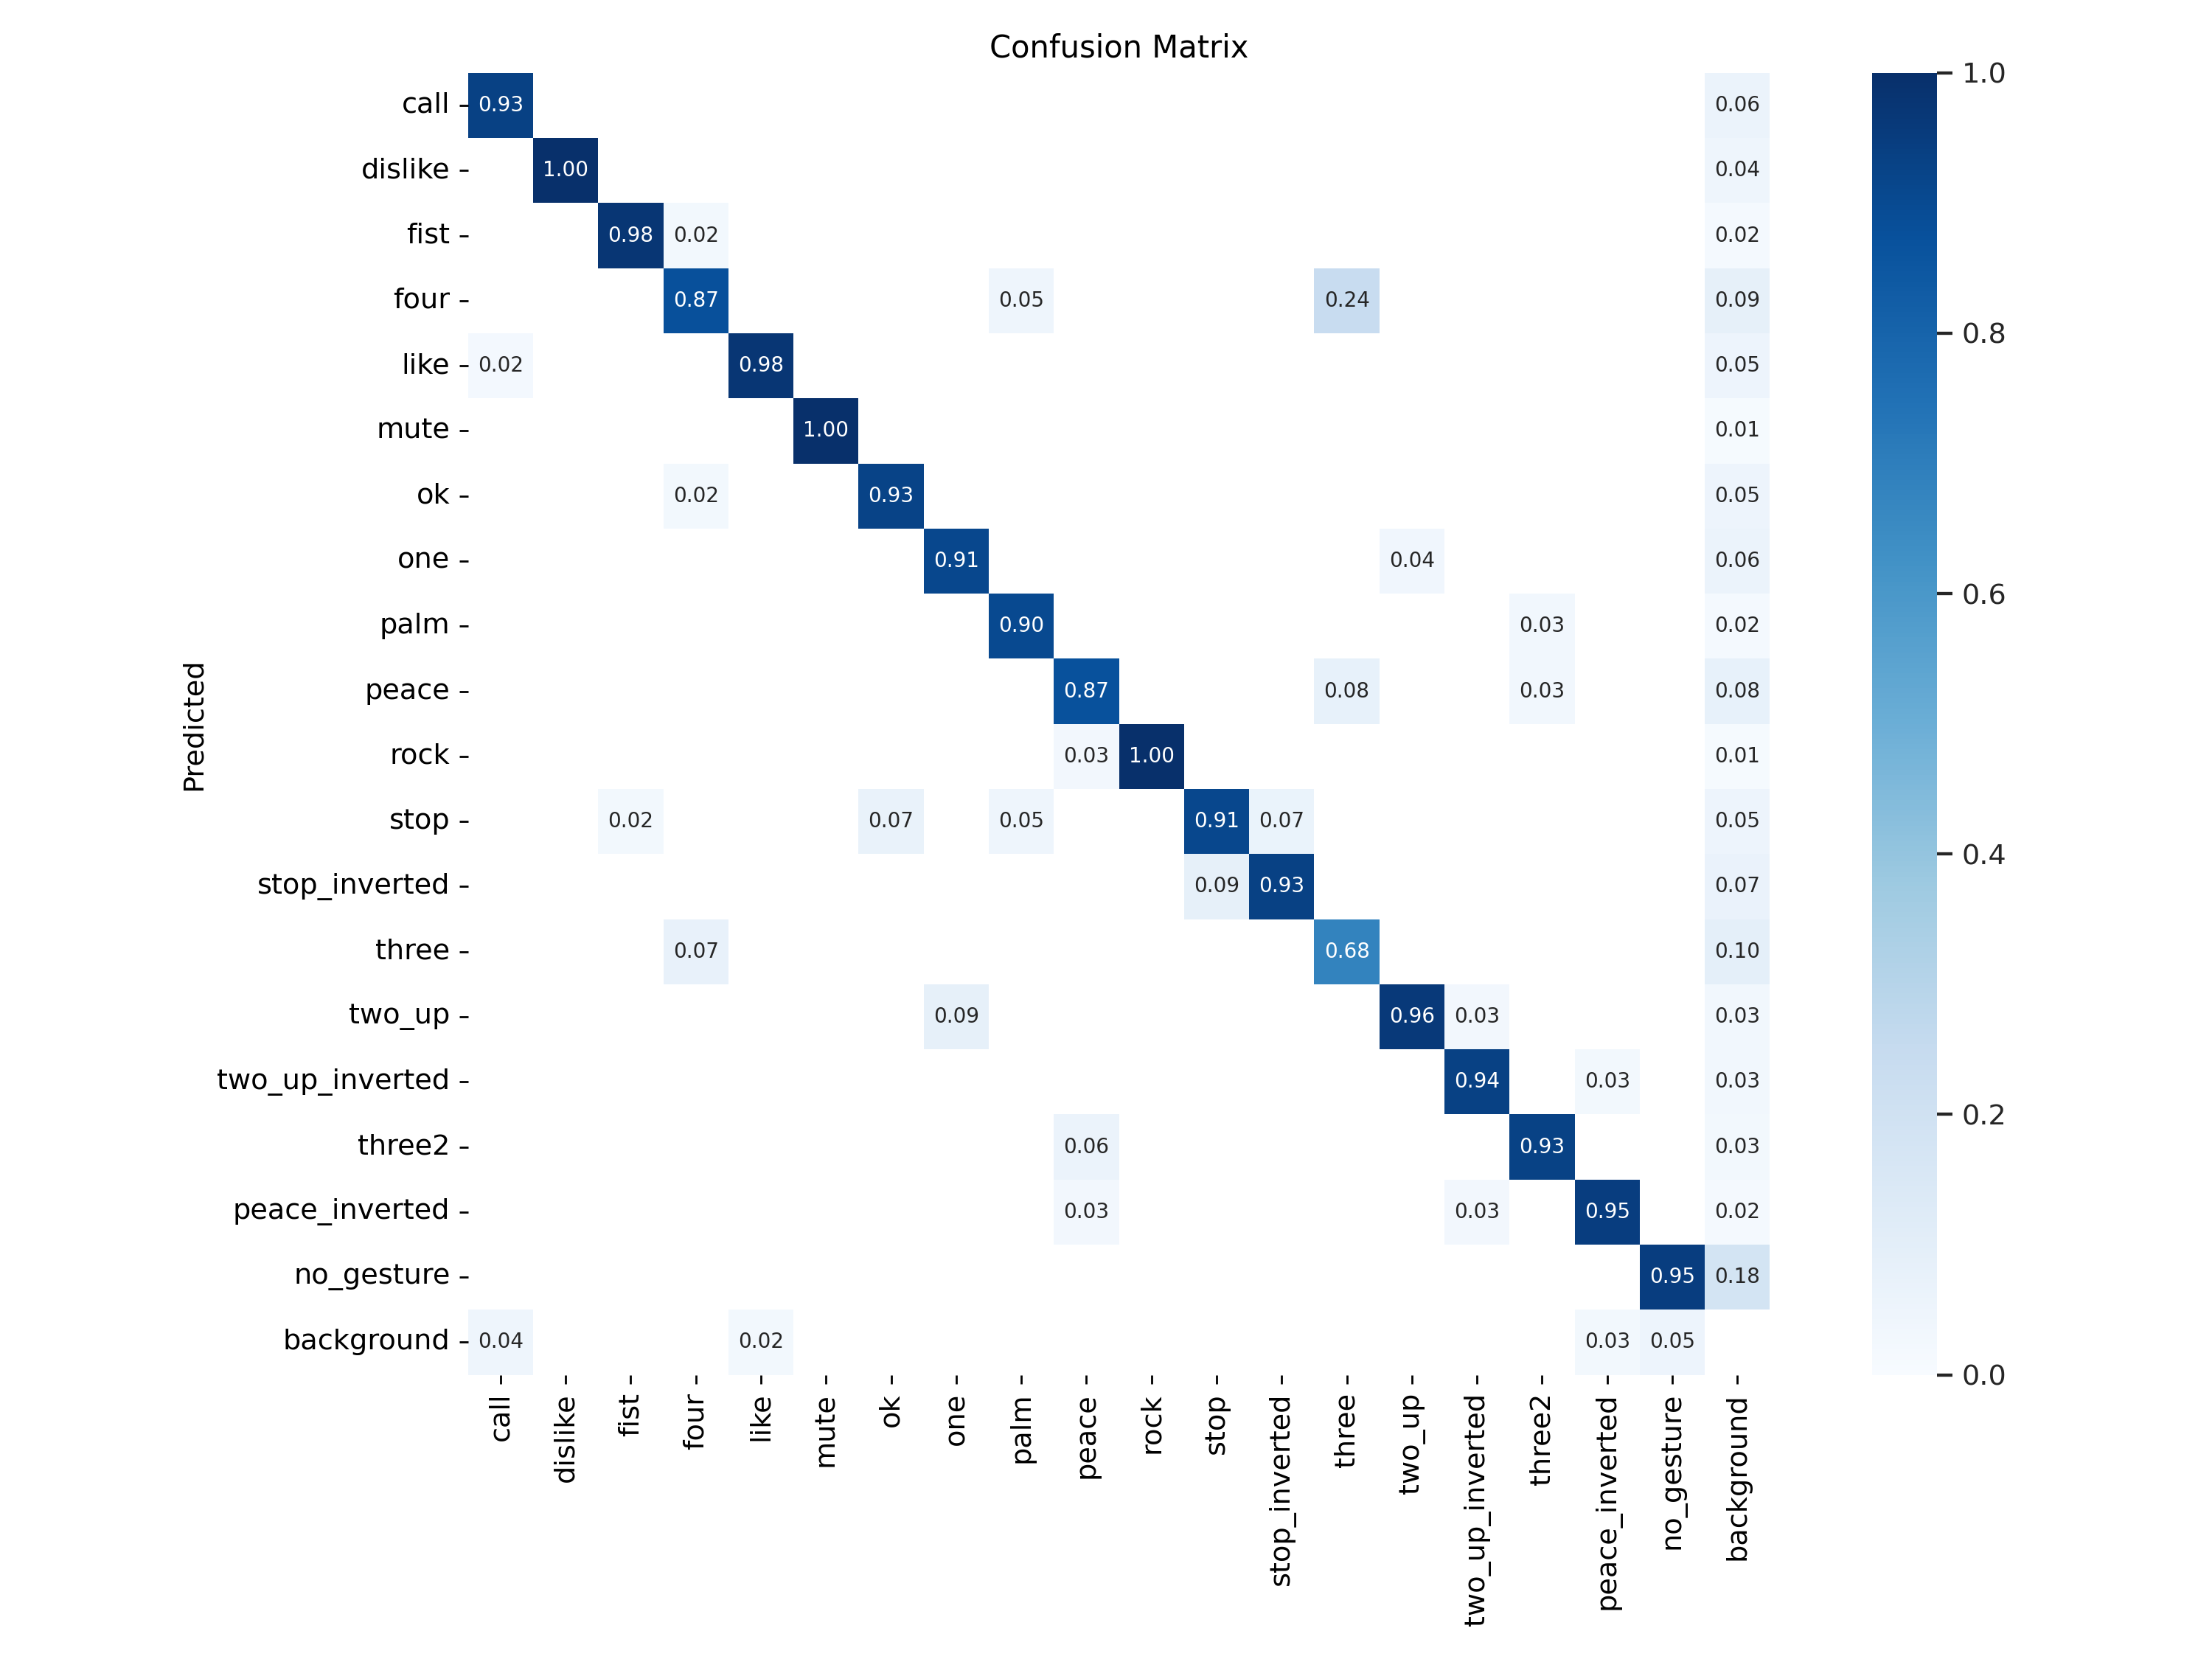 Confusion Matrix
call 0.93 0.06
dislike 1.00 0.04
fist 0.98 0.02 0.02
four 0.87 0.05 0.24 0.09
like 0.02 0.98 0.05
mute 1.00 0.01
ok 0.02 0.93 0.05
one 0.91 0.04 0.06
palm 0.90 0.03 0.02
peace 0.87 0.08 0.03 0.08
rock 0.03 1.00 0.01
stop 0.02 0.07 0.05 0.91 0.07 0.05
stop_inverted 0.09 0.93 0.07
three 0.07 0.68 0.10
two_up 0.09 0.96 0.03 0.03
two_up_inverted 0.94 0.03 0.03
three2 0.06 0.93 0.03
peace_inverted 0.03 0.03 0.95 0.02
no_gesture 0.95 0.18
background 0.04 0.02 0.03 0.05
Predicted
call
dislike
fist
four
like
mute
ok
one
palm
peace
rock
stop
stop_inverted
three
two_up
two_up_inverted
three2
peace_inverted
no_gesture
background
1.0
0.8
0.6
0.4
0.2
0.0